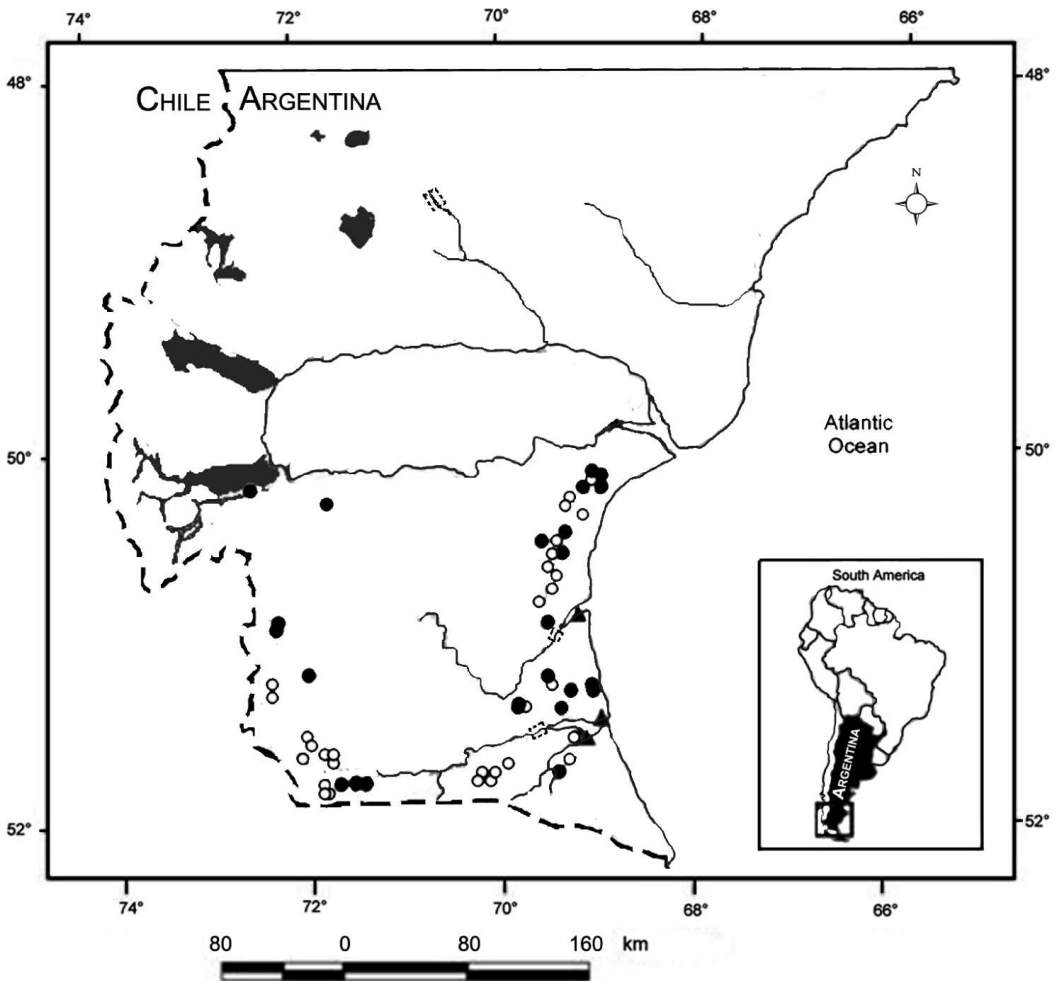 74° 72° 70° 68° 66°
48° 48°
CHILE ARGENTINA
N
Atlantic
Ocean
50° 50°
South America
ARGENTINA
52° 52°
74° 72° 70° 68° 66°
80 0 80 160 km